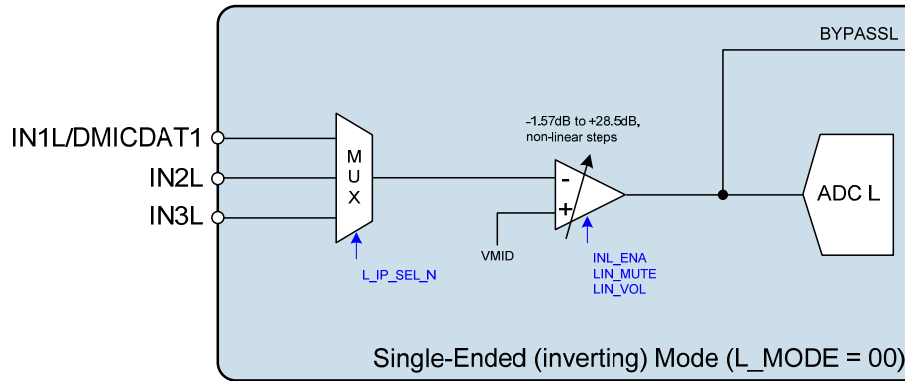 BYPASSL
IN1L/DMICDAT1
IN2L
IN3L
MUX
-1.57dB to +28.5dB,
non-linear steps
-
+
ADC L
VMID
L_IP_SEL_N
INL_ENA
LIN_MUTE
LIN_VOL
Single-Ended (inverting) Mode (L_MODE = 00)